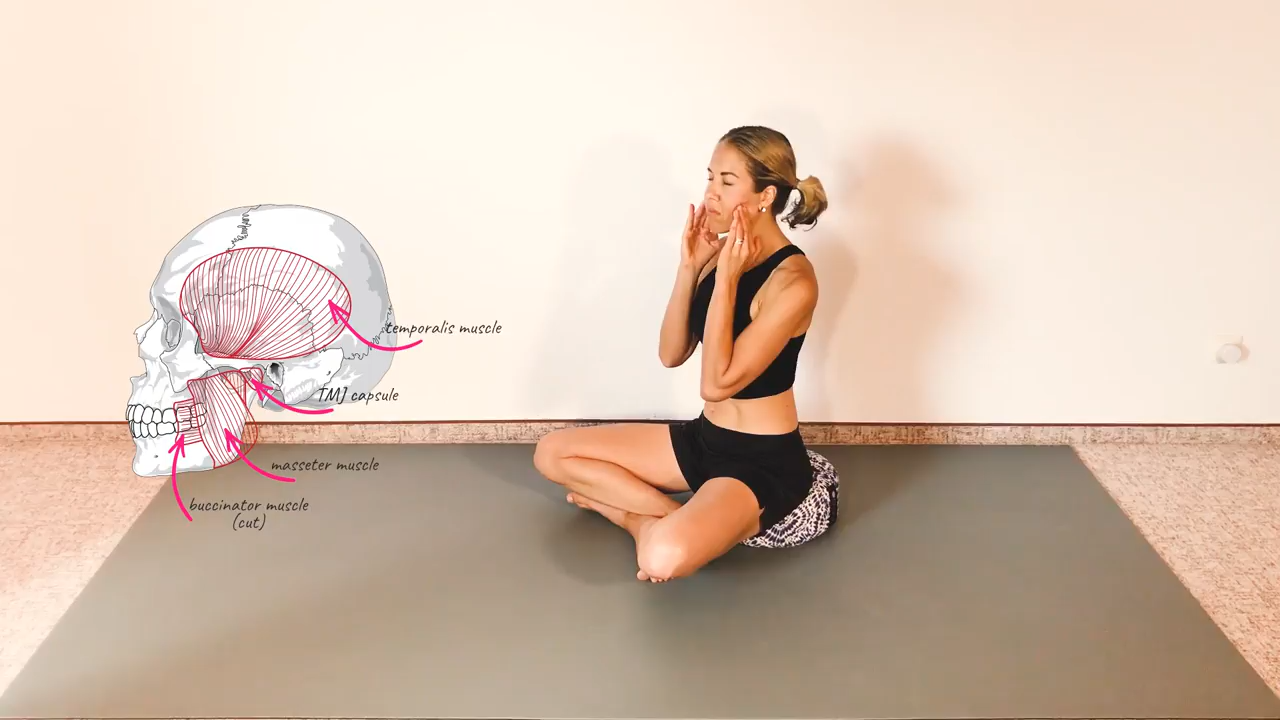 temporalis muscle
TMJ capsule
masseter muscle
buccinator muscle
(cut)